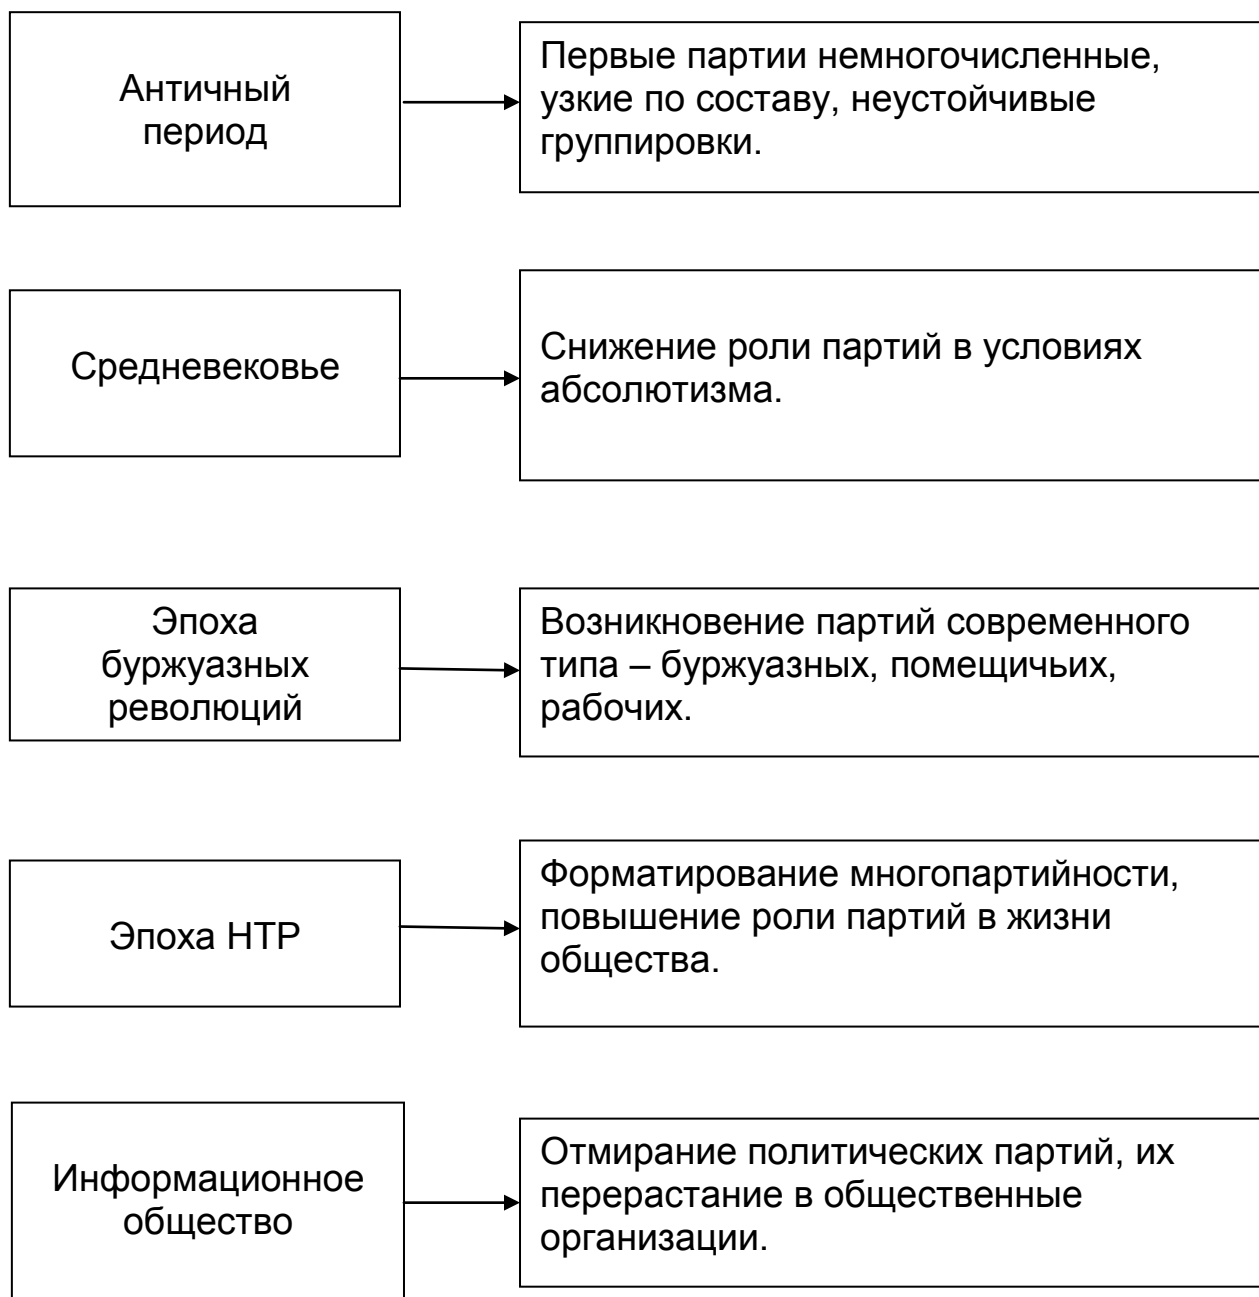 Античный
период
Первые партии немногочисленные,
узкие по составу, неустойчивые
группировки.
Средневековье
Снижение роли партий в условиях
абсолютизма.
Эпоха
буржуазных
революций
Возникновение партий современного
типа – буржуазных, помещичьих,
рабочих.
Эпоха НТР
Форматирование многопартийности,
повышение роли партий в жизни
общества.
Информационное
общество
Отмирание политических партий, их
перерастание в общественные
организации.